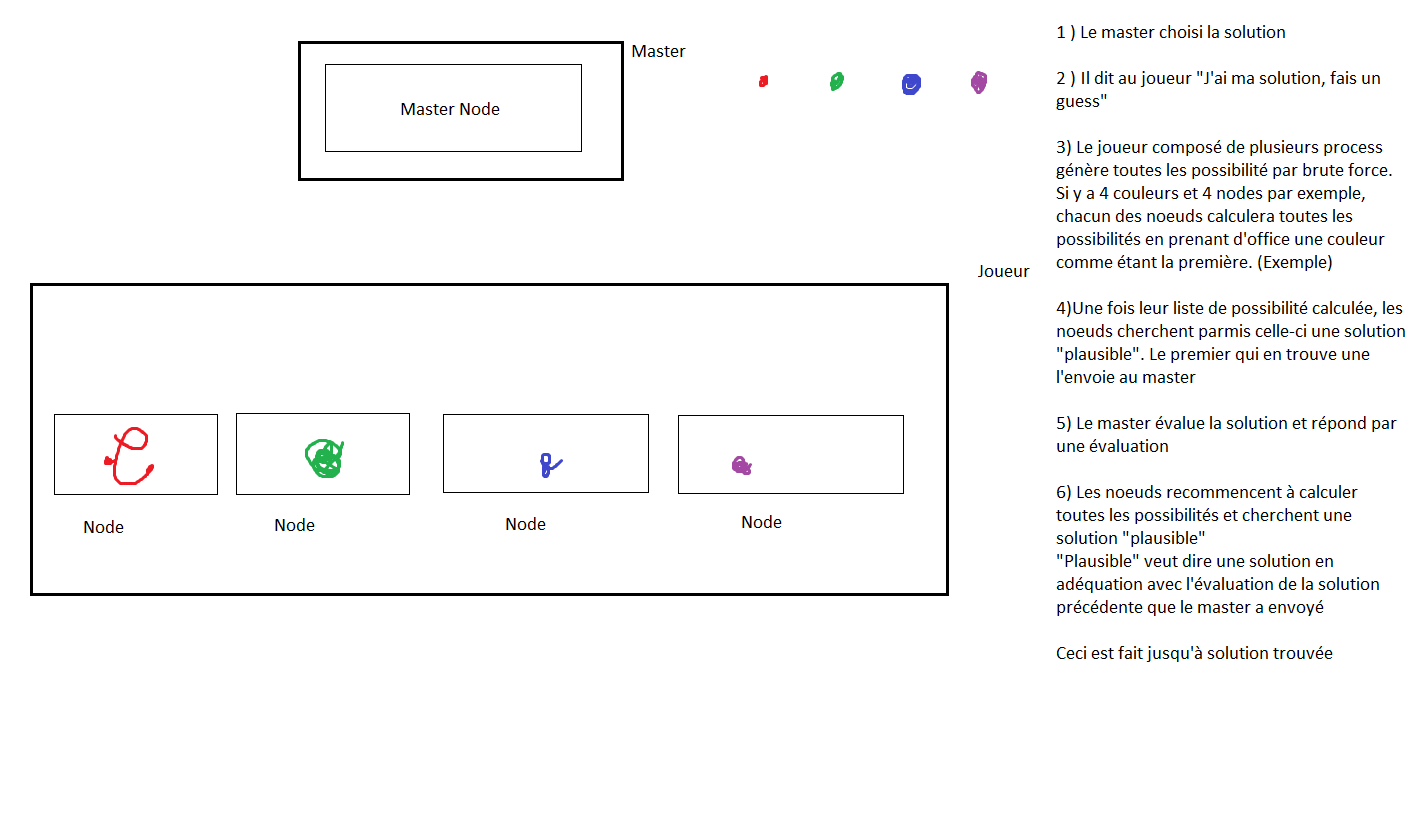 Master
Master Node
Joueur
Node
Node
Node
Node
1 ) Le master choisi la solution
2 ) Il dit au joueur "J'ai ma solution, fais un
guess"
3) Le joueur composé de plusieurs process
génère toutes les possibilité par brute force.
Si y a 4 couleurs et 4 nodes par exemple,
chacun des noeuds calculera toutes les
possibilités en prenant d'office une couleur
comme étant la première. (Exemple)
4)Une fois leur liste de possibilité calculée, les
noeuds cherchent parmis celle-ci une solution
"plausible". Le premier qui en trouve une
l'envoie au master
5) Le master évalue la solution et répond par
une évaluation
6) Les noeuds recommencent à calculer
toutes les possibilités et cherchent une
solution "plausible"
"Plausible" veut dire une solution en
adéquation avec l'évaluation de la solution
précédente que le master a envoyé
Ceci est fait jusqu'à solution trouvée